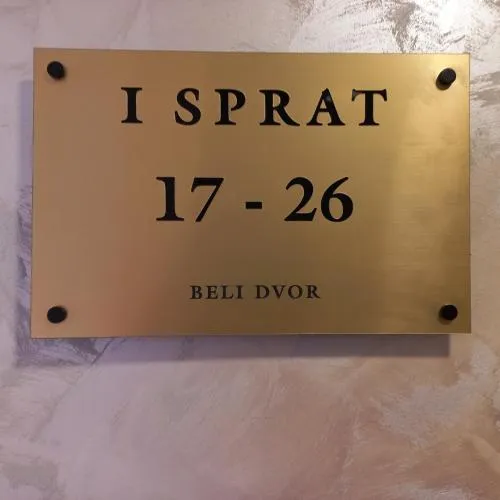 I SPRAT
17 - 26
BELI DVOR